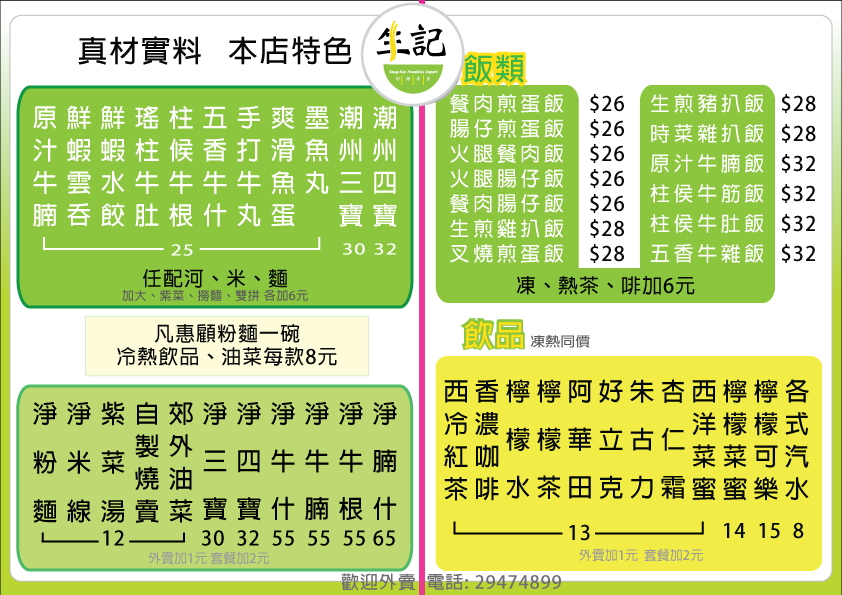 真材實料 本店特色
生記
原汁牛腩
鮮蝦雲吞
鮮蝦水餃
瑤柱牛肚
柱候牛根
五香牛什
手打牛丸
爽滑魚蛋
墨魚丸
潮州三寶
潮州四寶
25
30 32
任配河、米、麵
加大、紫菜、撈麵、雙拼 各加6元
凡惠顧粉麵一碗
冷熱飲品、油菜每款8元
淨粉麵
淨米線
紫菜湯
自製燒賣
郊外油菜
淨三寶
淨四寶
淨牛什
淨牛腩
淨牛根
淨腩什
12 30 32 55 55 55 65
外賣加1元 套餐加2元
飯類
餐肉煎蛋飯 $26
腸仔煎蛋飯 $26
火腿餐肉飯 $26
火腿腸仔飯 $26
餐肉腸仔飯 $26
生煎雞扒飯 $28
叉燒煎蛋飯 $28
生煎豬扒飯 $28
時菜雜扒飯 $28
原汁牛腩飯 $32
柱侯牛筋飯 $32
柱侯牛肚飯 $32
五香牛雜飯 $32
凍、熱茶、啡加6元
飲品 凍熱同價
西冷紅茶
香濃咖啡
檸檬水
檸檬茶
阿華田
好立克
朱古力
杏仁霜
西洋菜蜜
檸檬菜蜜
檸檬可樂
各式汽水
13 14 15 8
外賣加1元 套餐加2元
歡迎外賣 電話: 29474899